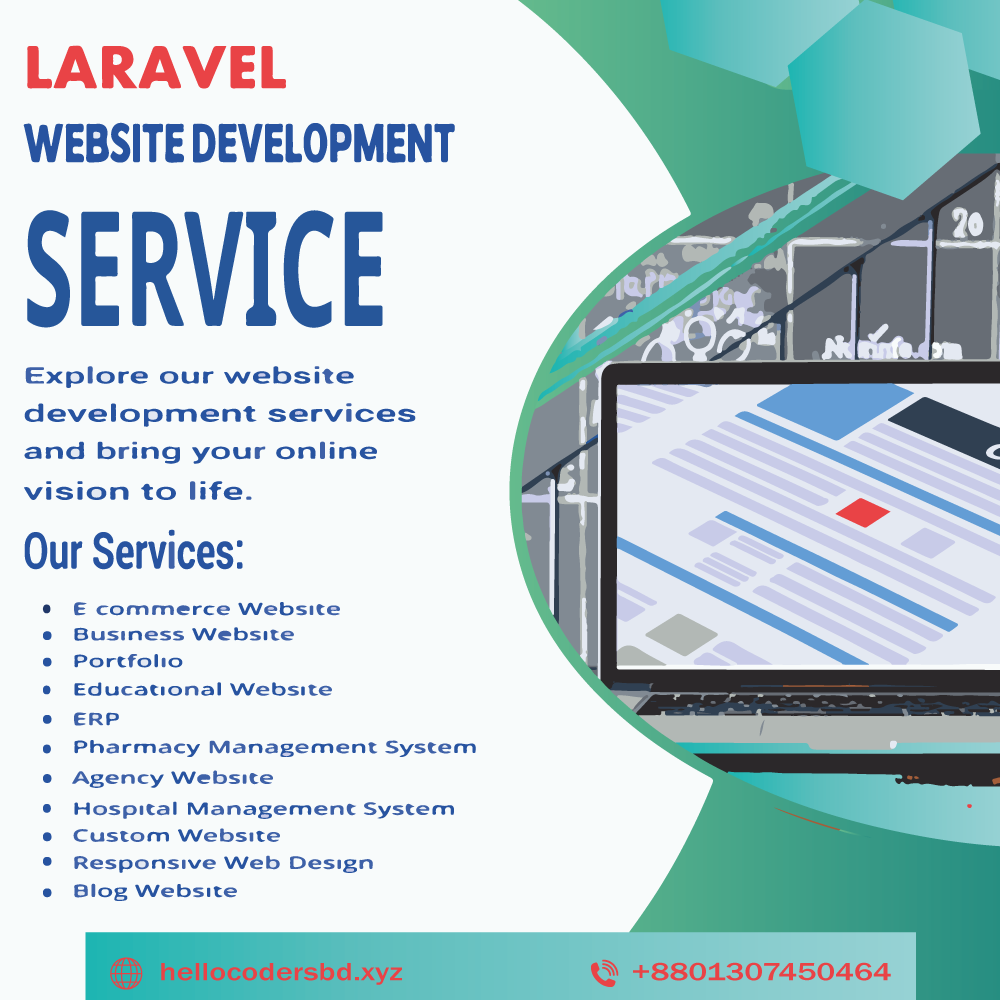 LARAVEL
WEBSITE DEVELOPMENT
SERVICE
Explore our website
development services
and bring your online
vision to life.
Our Services:
• E commerce Website
• Business Website
• Portfolio
• Educational Website
• ERP
• Pharmacy Management System
• Agency Website
• Hospital Management System
• Custom Website
• Responsive Web Design
• Blog Website
20
hellocodersbd.xyz
+8801307450464